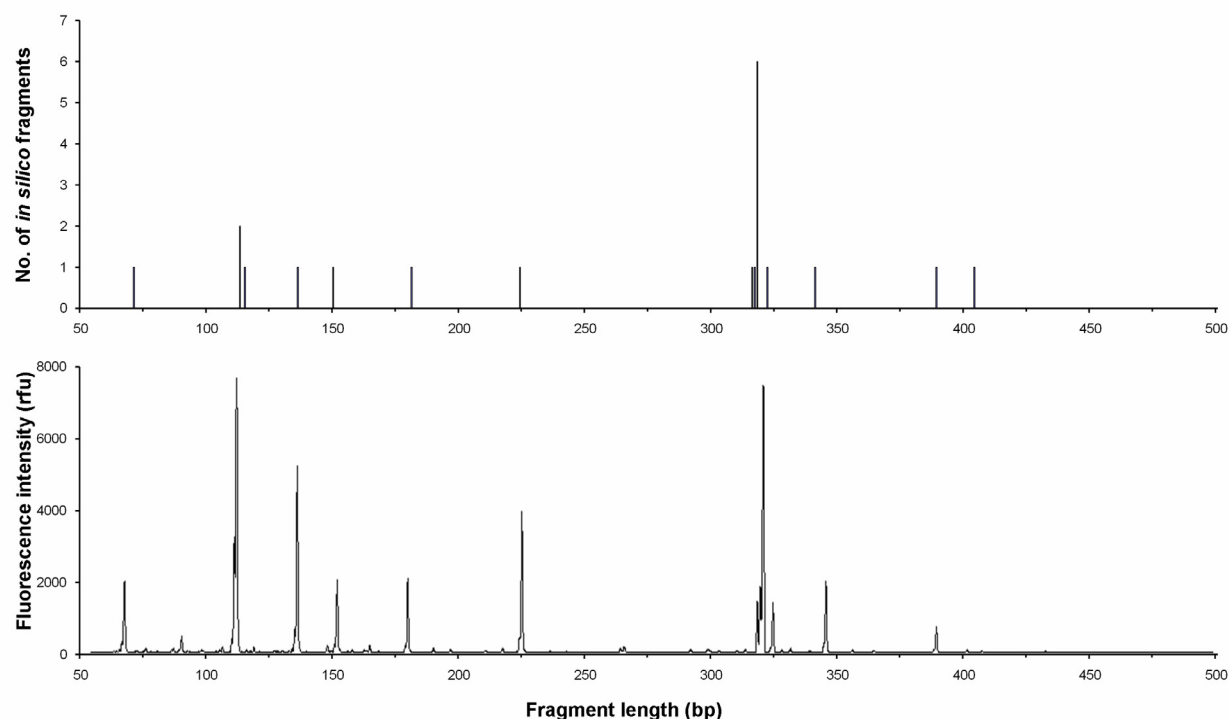 No. of in silico fragments
7
6
5
4
3
2
1
0
50 100 150 200 250 300 350 400 450 500
Fluorescence intensity (rfu)
8000
6000
4000
2000
0
50 100 150 200 250 300 350 400 450 500
Fragment length (bp)